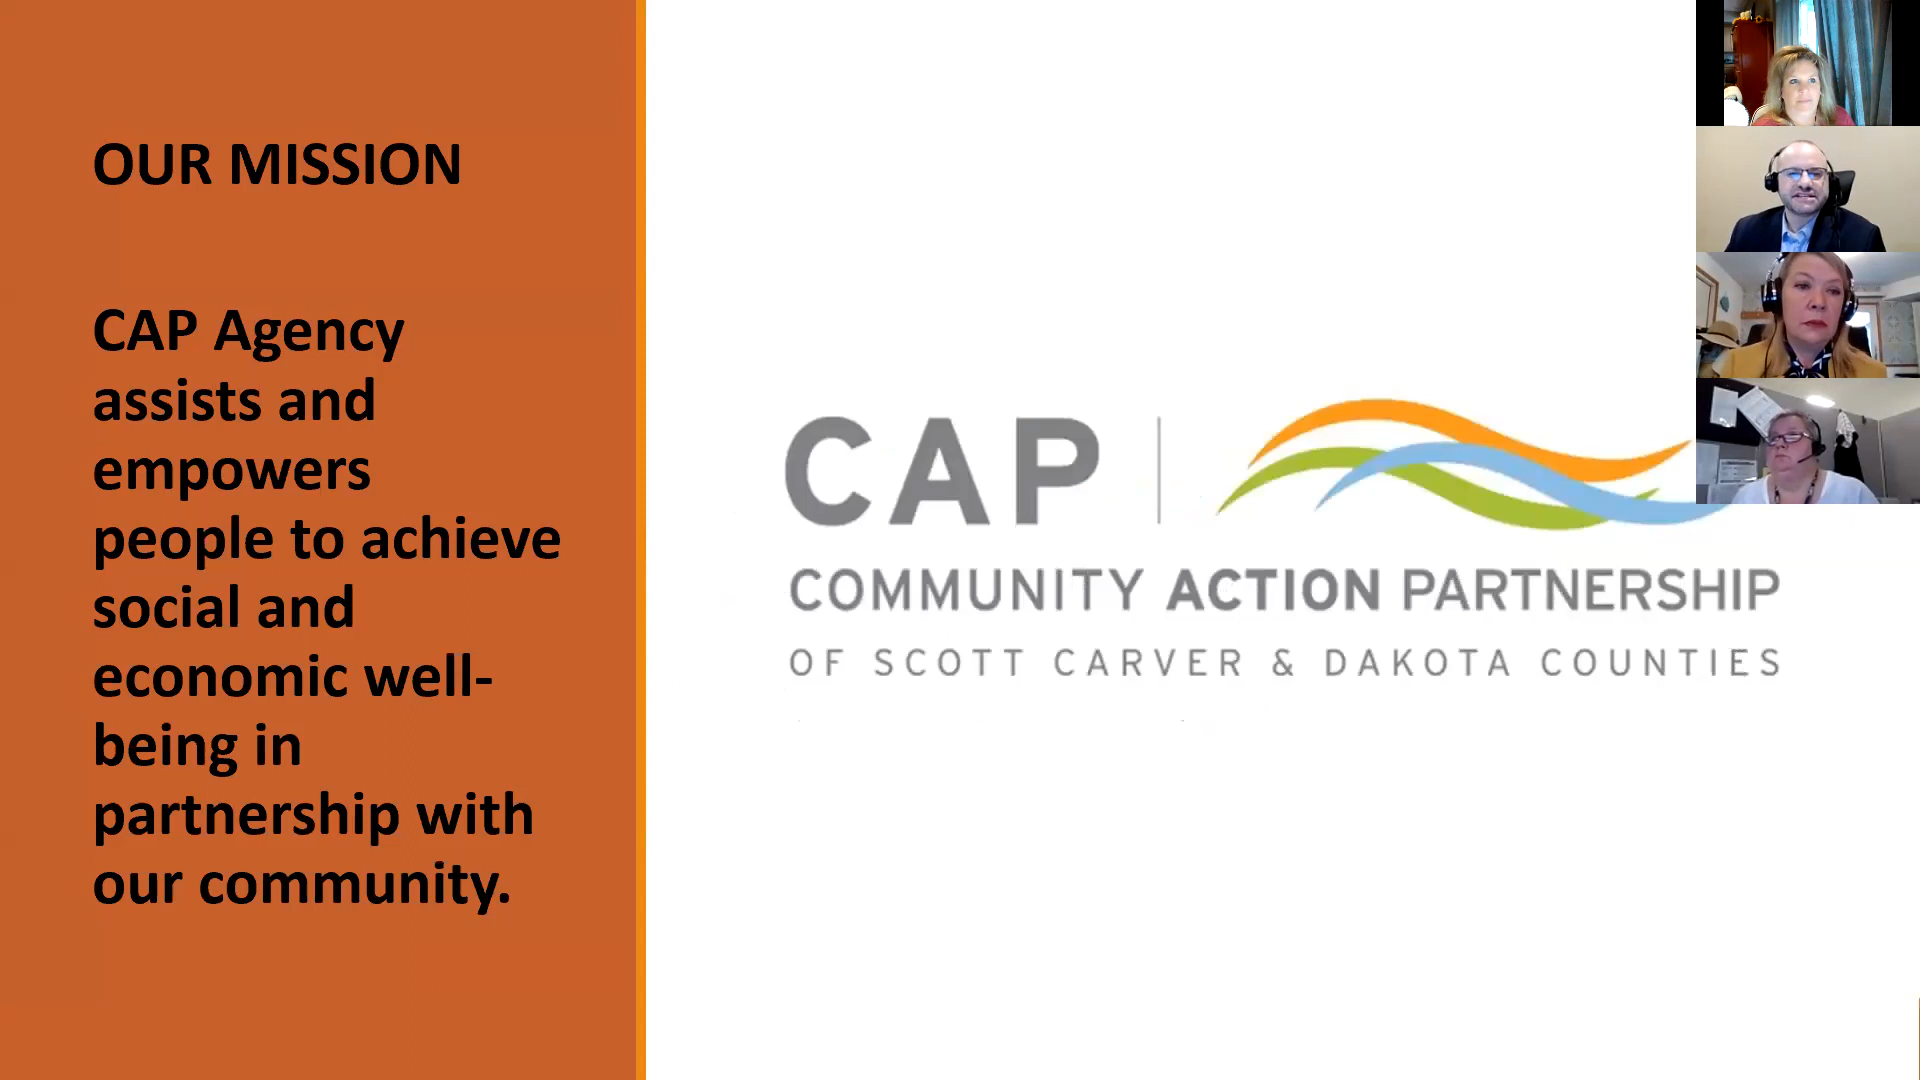 OUR MISSION
CAP Agency
assists and
empowers
people to achieve
social and
economic well-
being in
partnership with
our community.
CAP
COMMUNITY ACTION PARTNERSHIP
OF SCOTT CARVER & DAKOTA COUNTIES